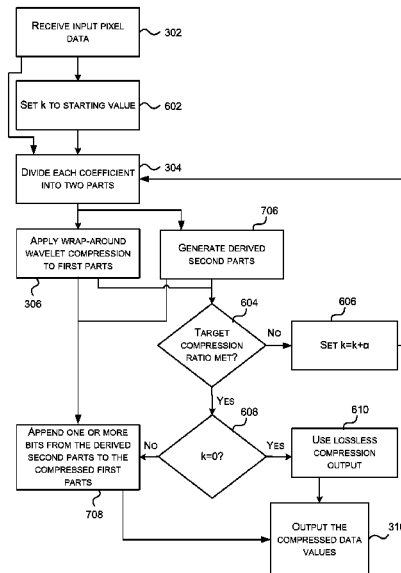 RECEIVE INPUT PIXEL
DATA
302
SET k TO STARTING VALUE
602
DIVIDE EACH COEFFICIENT
INTO TWO PARTS
304
706
APPLY WRAP-AROUND
WAVELET COMPRESSION
TO FIRST PARTS
306
GENERATE DERIVED
SECOND PARTS
604
TARGET
COMPRESSION
RATIO MET?
NO
606
SET k=k+α
YES
608
APPEND ONE OR MORE
BITS FROM THE DERIVED
SECOND PARTS TO THE
COMPRESSED FIRST
PARTS
708
NO
k=0?
YES
610
USE LOSSLESS
COMPRESSION
OUTPUT
OUTPUT THE
COMPRESSED DATA
VALUES
310